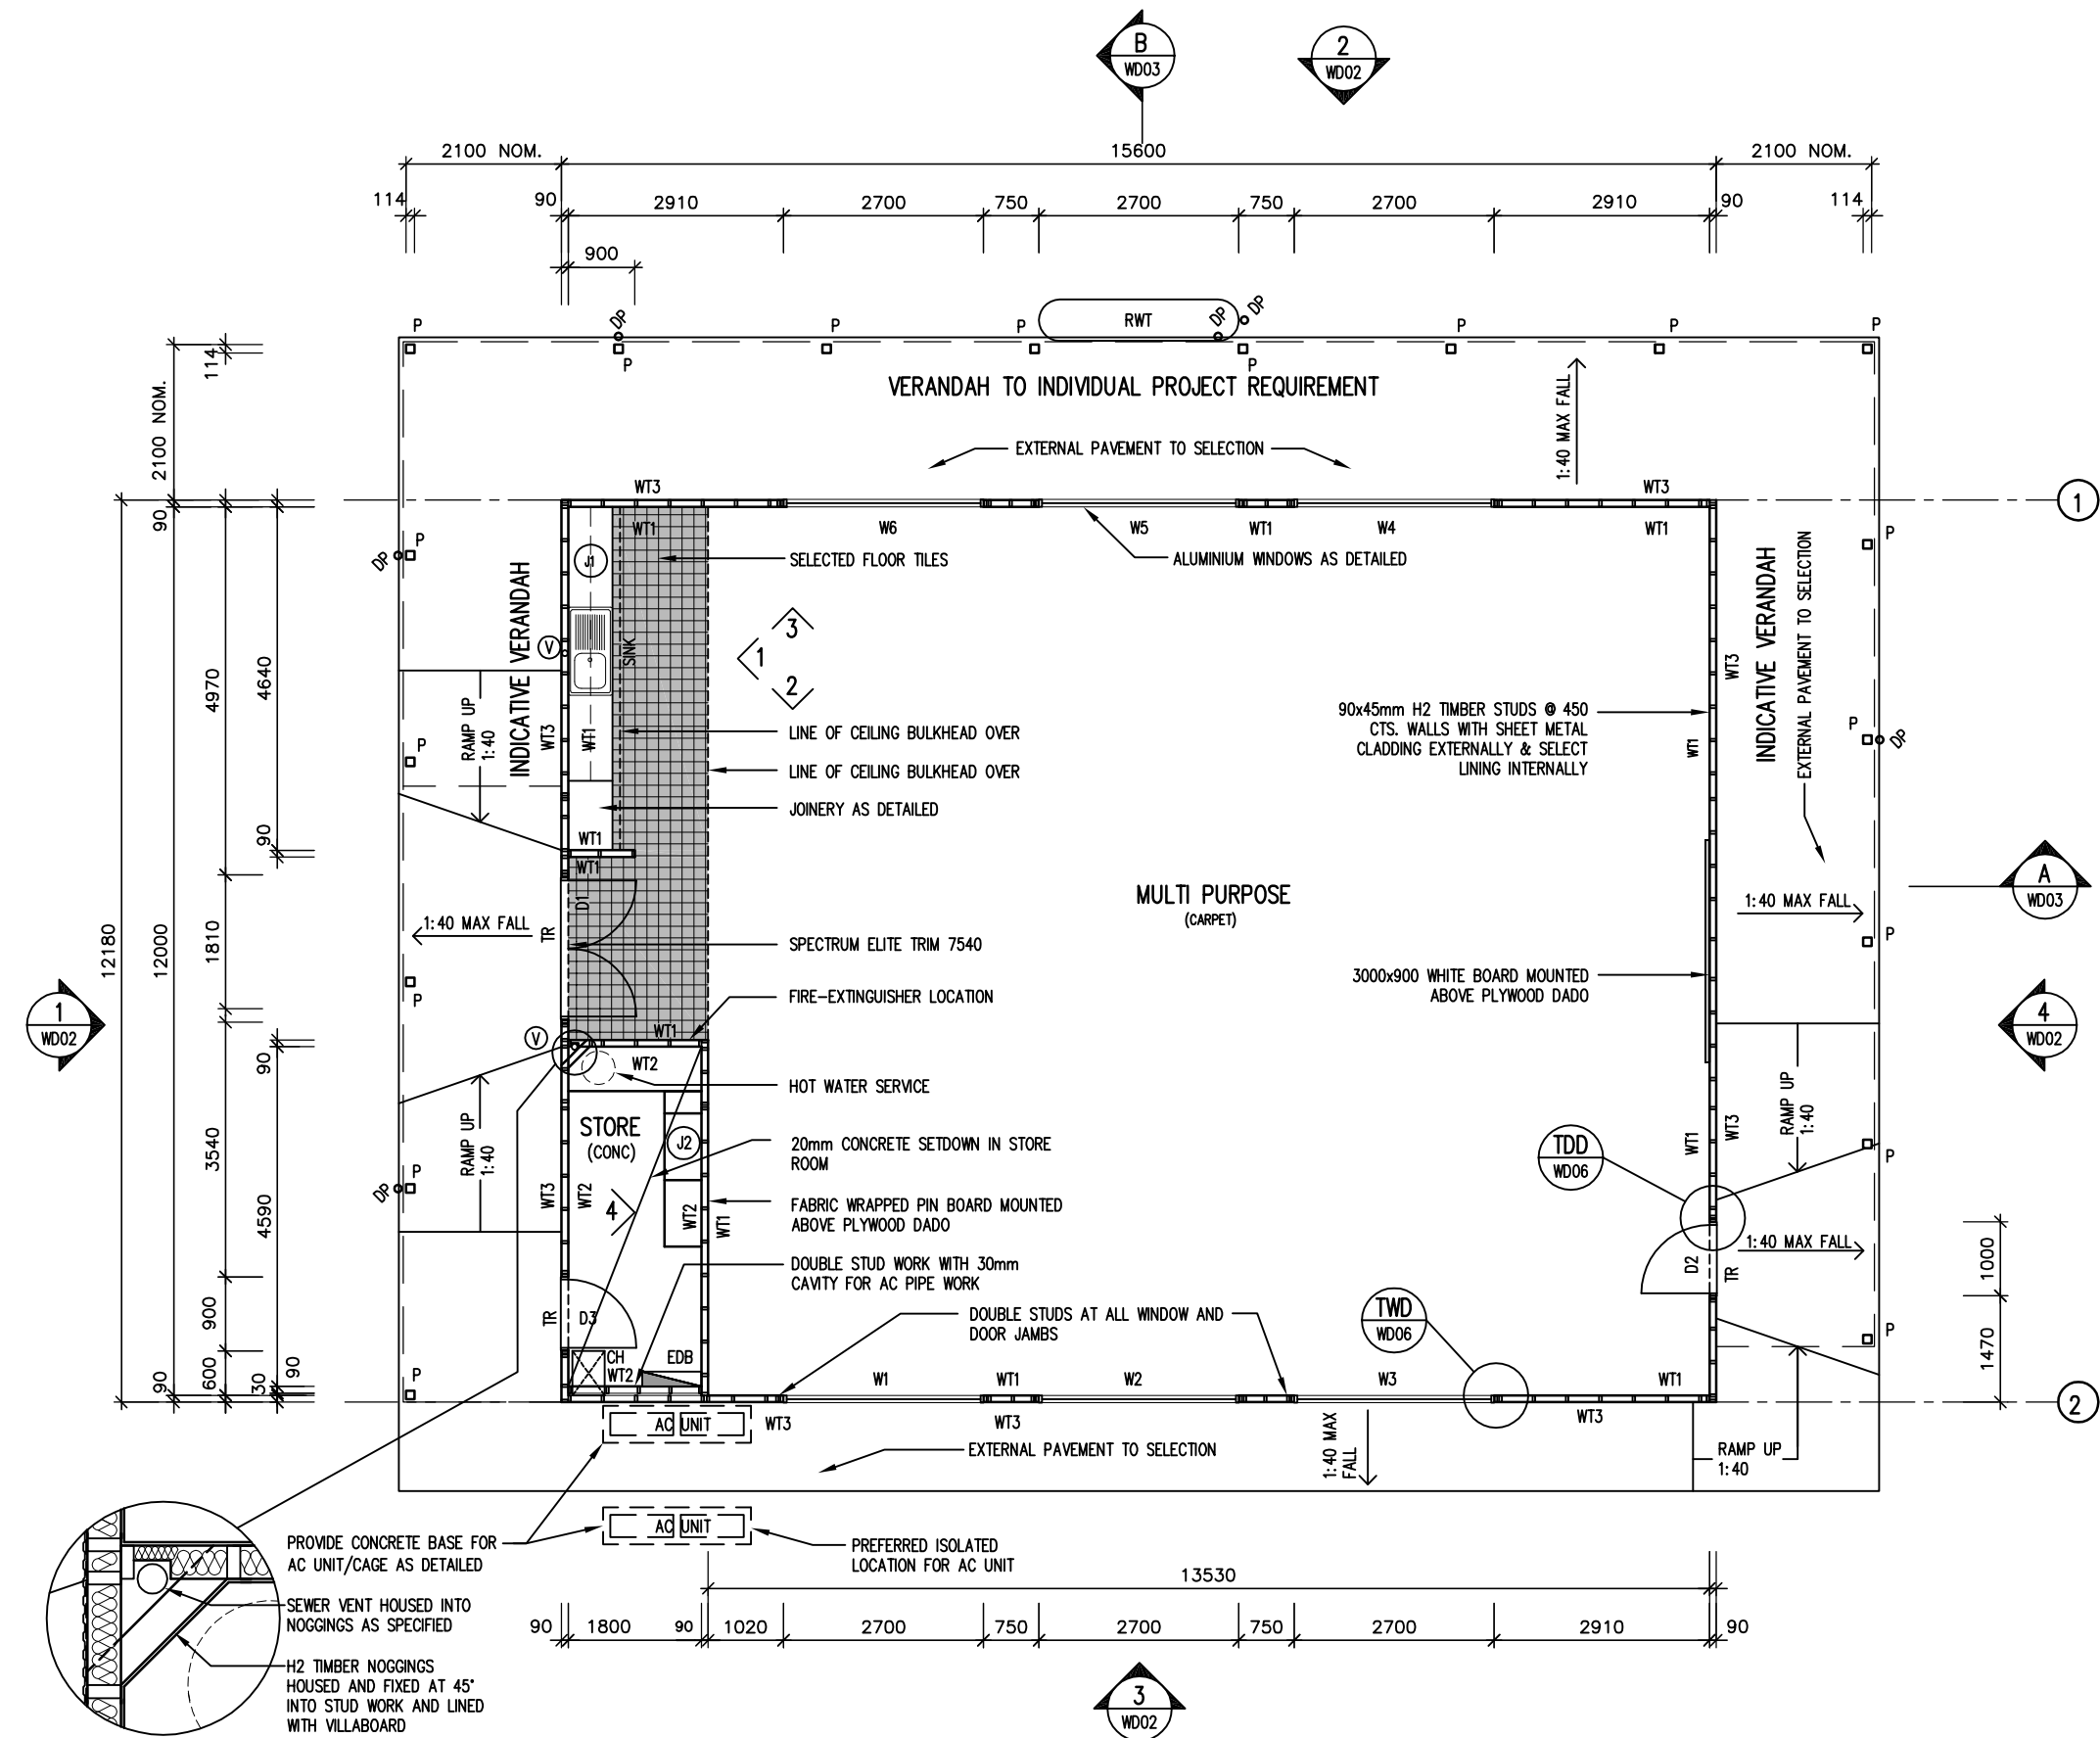 B
WD03
2
WD02
2100 NOM.
15600
2100 NOM.
114
90
2910
2700
750
2700
750
2700
2910
90
114
900
DP
DP
DP
RWT
P
P
P
P
P
P
P
P
VERANDAH TO INDIVIDUAL PROJECT REQUIREMENT
1:40 MAX FALL
EXTERNAL PAVEMENT TO SELECTION
114
2100 NOM.
90
WT3
WT3
1
WT1
W6
W5
WT1
W4
WT1
J1
SELECTED FLOOR TILES
ALUMINIUM WINDOWS AS DETAILED
P
DP
P
INDICATIVE VERANDAH
V
SINK
3
1
2
INDICATIVE VERANDAH
EXTERNAL PAVEMENT TO SELECTION
WT3
4970
4640
RAMP UP
1:40
P
WT3
WT1
LINE OF CEILING BULKHEAD OVER
LINE OF CEILING BULKHEAD OVER
JOINERY AS DETAILED
90x45mm H2 TIMBER STUDS @ 450
CTS. WALLS WITH SHEET METAL
CLADDING EXTERNALLY & SELECT
LINING INTERNALLY
WT1
P
DP
90
WT1
WT1
D1
MULTI PURPOSE
(CARPET)
A
WD03
1:40 MAX FALL
TR
1:40 MAX FALL
12180
12000
1810
SPECTRUM ELITE TRIM 7540
P
P
3000x900 WHITE BOARD MOUNTED
ABOVE PLYWOOD DADO
FIRE-EXTINGUISHER LOCATION
1
WD02
4
WD02
V
WT1
WT2
90
HOT WATER SERVICE
STORE
(CONC)
J2
20mm CONCRETE SETDOWN IN STORE
ROOM
3540
4590
RAMP UP
1:40
P
DP
WT3
WT2
4
WT2
WT1
FABRIC WRAPPED PIN BOARD MOUNTED
ABOVE PLYWOOD DADO
TDD
WD06
WT1
WT3
RAMP UP
1:40
P
DOUBLE STUD WORK WITH 30mm
CAVITY FOR AC PIPE WORK
1:40 MAX FALL
D2
TR
1000
1470
900
TR
D3
DOUBLE STUDS AT ALL WINDOW AND
DOOR JAMBS
TWD
WD06
P
90
600
30
90
P
CH
WT2
EDB
W1
WT1
W2
W3
WT1
2
AC UNIT
WT3
WT3
WT3
EXTERNAL PAVEMENT TO SELECTION
1:40 MAX
FALL
RAMP UP
1:40
AC UNIT
PROVIDE CONCRETE BASE FOR
AC UNIT/CAGE AS DETAILED
PREFERRED ISOLATED
LOCATION FOR AC UNIT
13530
SEWER VENT HOUSED INTO
NOGGINGS AS SPECIFIED
90
1800
90
1020
2700
750
2700
750
2700
2910
90
H2 TIMBER NOGGINGS
HOUSED AND FIXED AT 45°
INTO STUD WORK AND LINED
WITH VILLABOARD
3
WD02